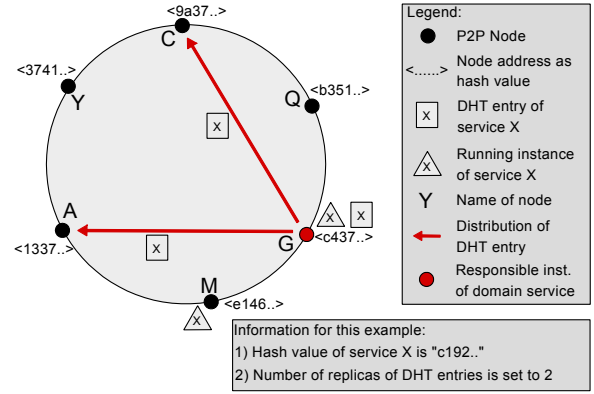 <9a37..>
C
<3741..>
Y
<b351..>
Q
x
A
<1337..>
x
x
x
G
<c437..>
M
<e146..>
x
Legend:
P2P Node
<......>
Node address as
hash value
x
DHT entry of
service X
x
Running instance
of service X
Y
Name of node
Distribution of
DHT entry
Responsible inst.
of domain service
Information for this example:
1) Hash value of service X is "c192.."
2) Number of replicas of DHT entries is set to 2